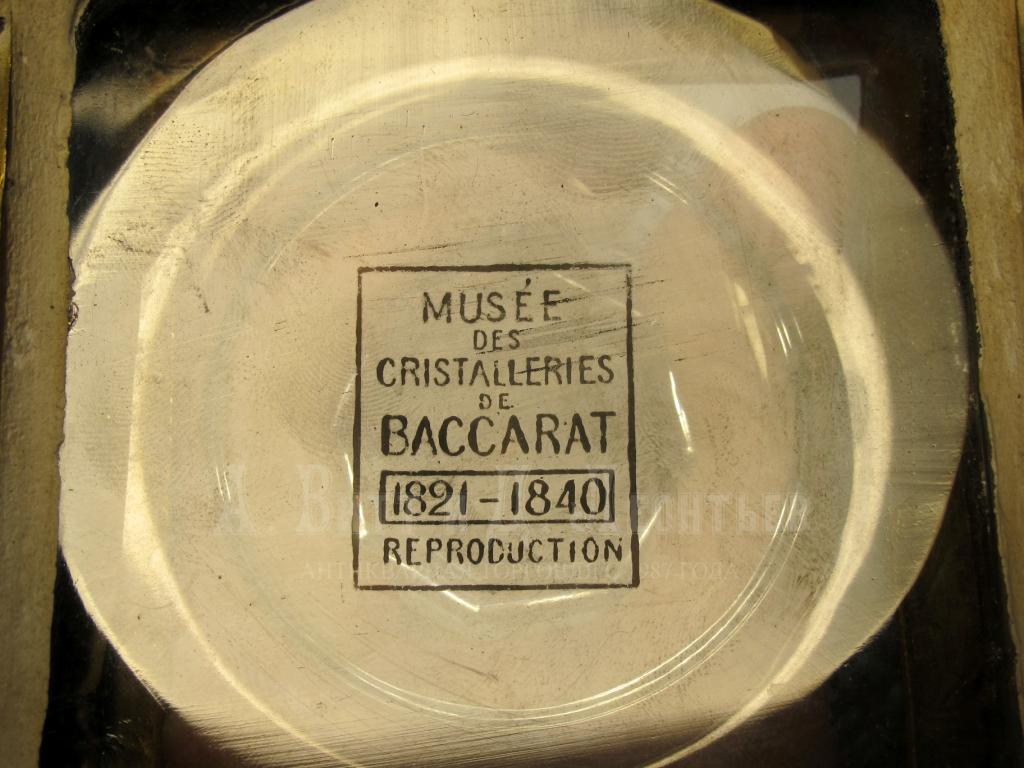 MUSÉE
DES
CRISTALLERIES
DE
BACCARAT
1821-1840
REPRODUCTION